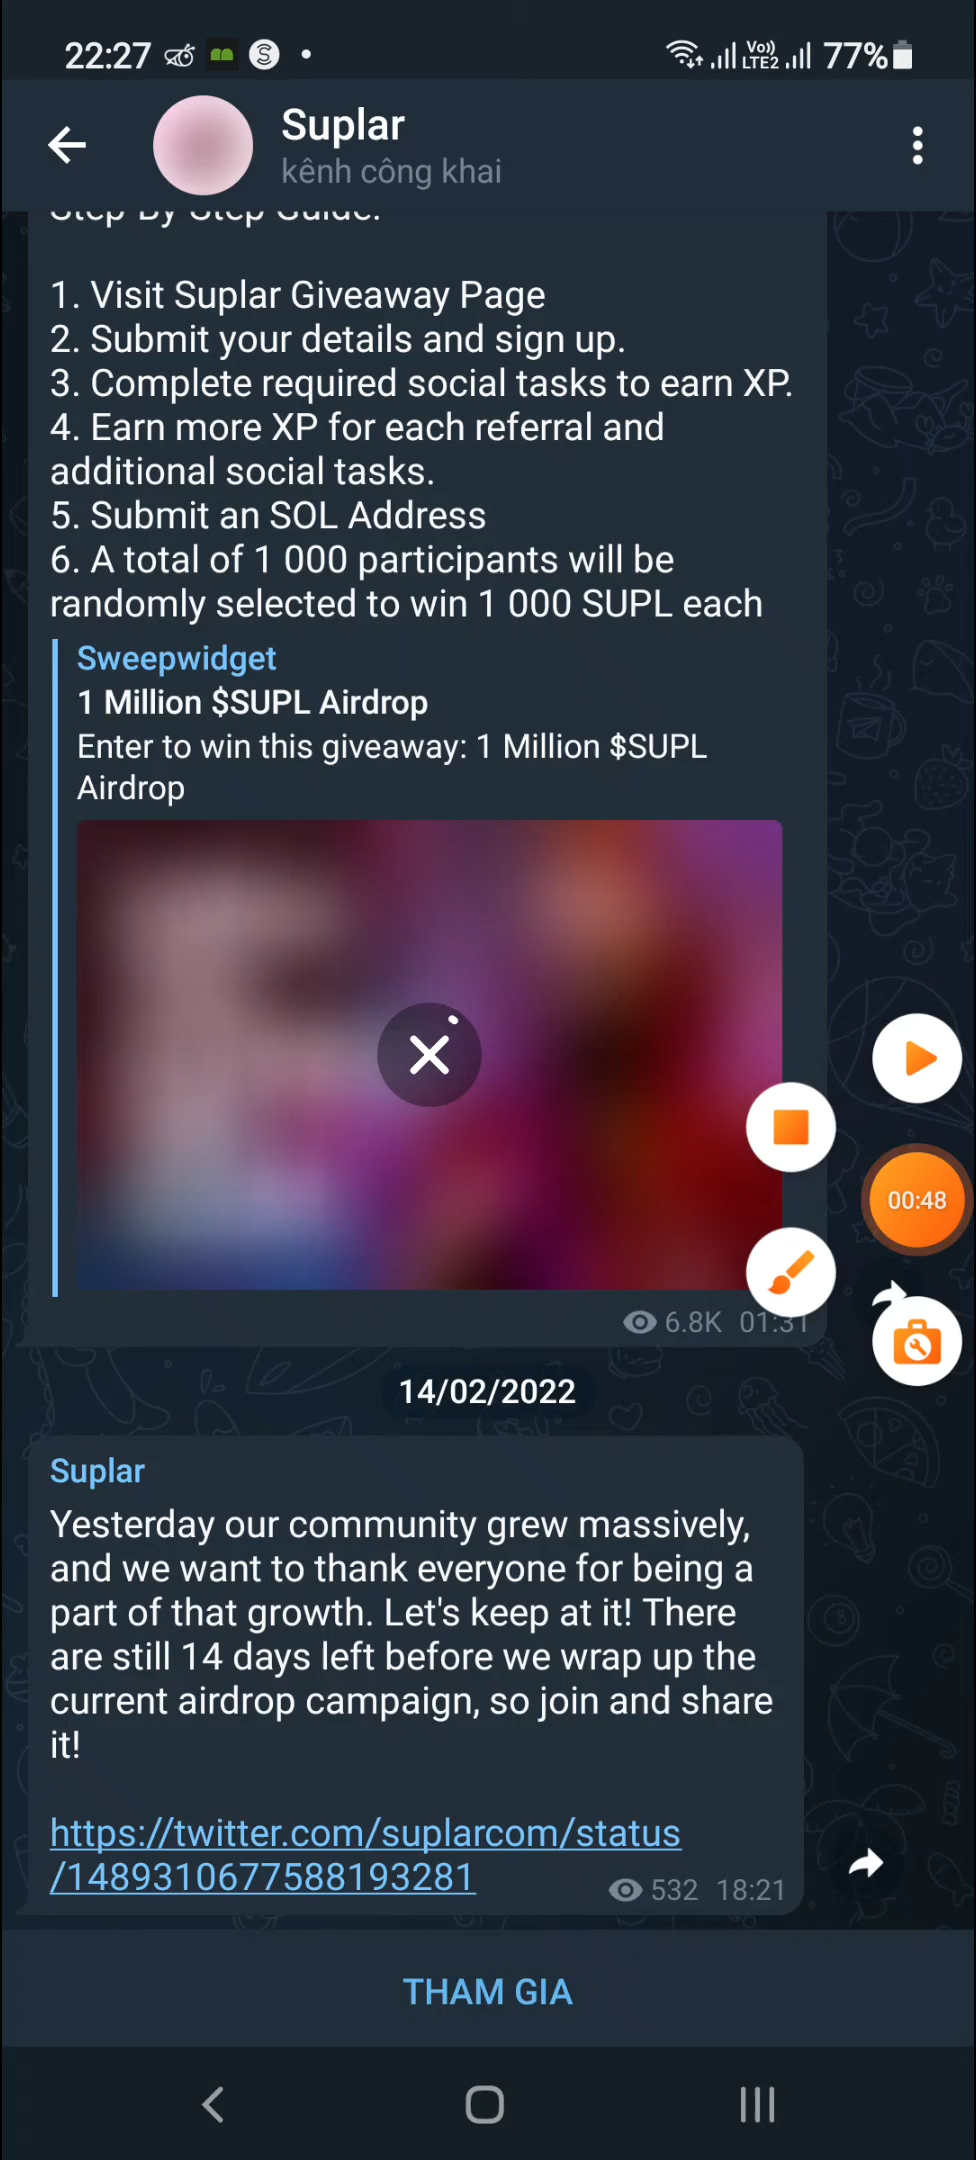 22:27
Vo))
LTE2
77%
Suplar
kênh công khai
Step By Step Guide:
1. Visit Suplar Giveaway Page
2. Submit your details and sign up.
3. Complete required social tasks to earn XP.
4. Earn more XP for each referral and
additional social tasks.
5. Submit an SOL Address
6. A total of 1 000 participants will be
randomly selected to win 1 000 SUPL each
Sweepwidget
1 Million $SUPL Airdrop
Enter to win this giveaway: 1 Million $SUPL
Airdrop
00:48
6.8K 01:31
14/02/2022
Suplar
Yesterday our community grew massively,
and we want to thank everyone for being a
part of that growth. Let's keep at it! There
are still 14 days left before we wrap up the
current airdrop campaign, so join and share
it!
https://twitter.com/suplarcom/status
/1489310677588193281
532 18:21
THAM GIA